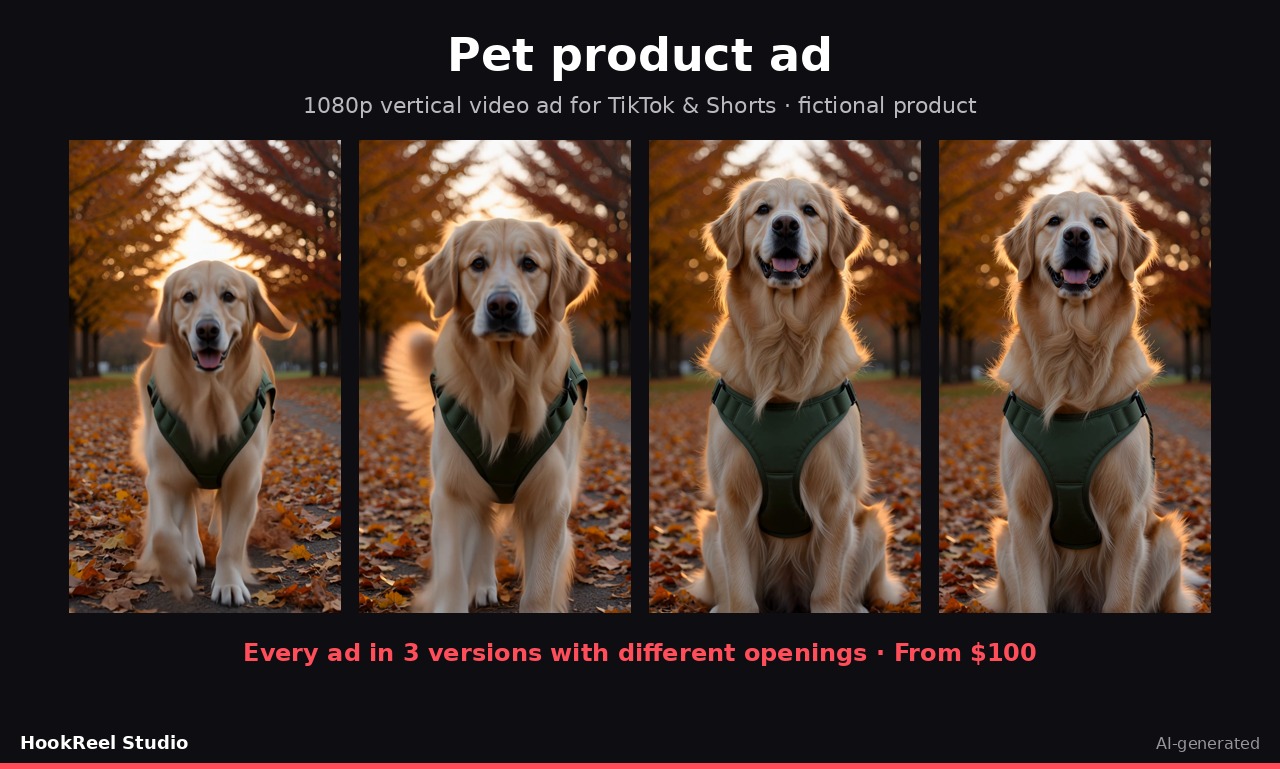 Pet product ad
1080p vertical video ad for TikTok & Shorts · fictional product
Every ad in 3 versions with different openings · From $100
HookReel Studio
AI-generated